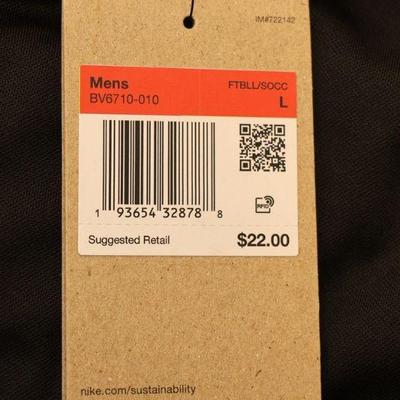 IM#722142
Mens FTBLL/SOCC
BV6710-010 L
RFID
1 93654 32878 8
Suggested Retail $22.00
nike.com/sustainability